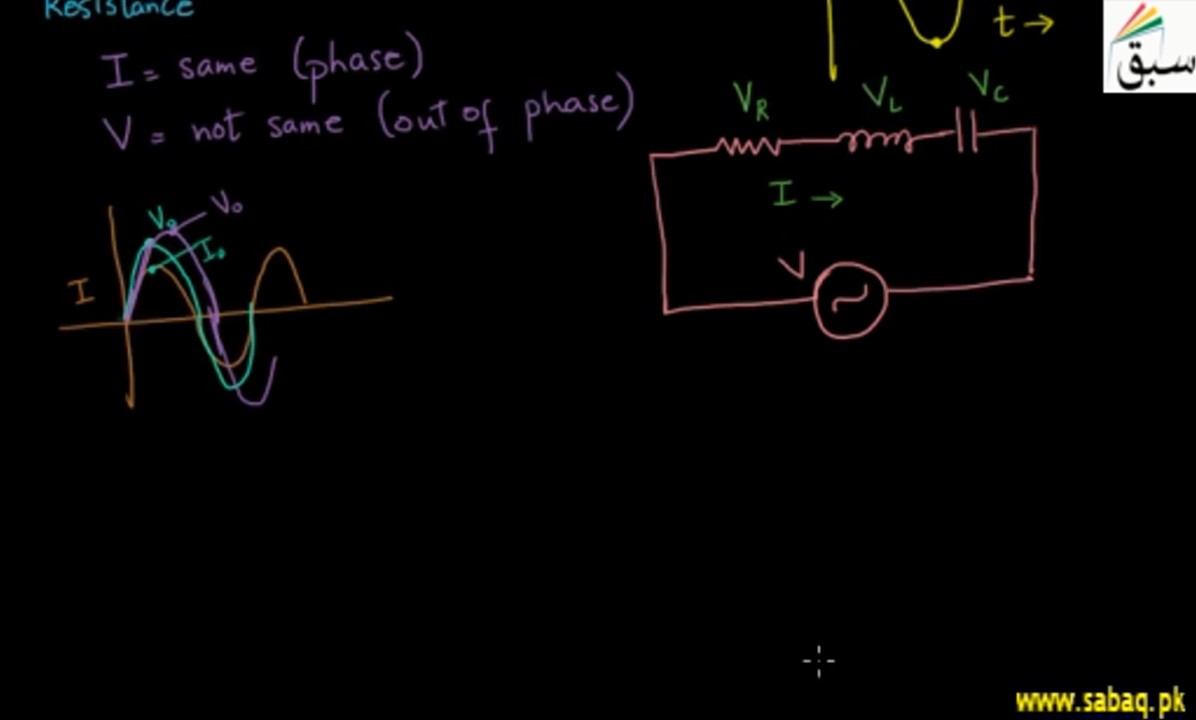 Resistance
I = same (phase)
V = not same (out of phase)
t →
سبق
V_R V_L V_C
I →
V
V₀ V₀
I₀
I
www.sabaq.pk